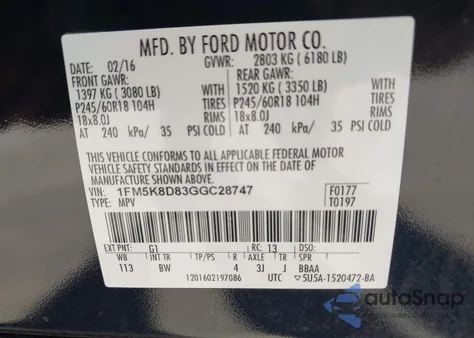 MFD. BY FORD MOTOR CO.
DATE: 02/16 GVWR: 2803 KG ( 6180 LB)
FRONT GAWR: REAR GAWR:
1397 KG ( 3080 LB) 1520 KG ( 3350 LB)
P245/60R18 104H TIRES P245/60R18 104H TIRES
18x8.0J RIMS 18x8.0J RIMS
AT 240 kPa/ 35 PSI COLD AT 240 kPa/ 35 PSI COLD
THIS VEHICLE CONFORMS TO ALL APPLICABLE FEDERAL MOTOR
VEHICLE SAFETY STANDARDS IN EFFECT ON THE DATE OF
MANUFACTURE SHOWN ABOVE.
VIN: 1FM5K8D83GGC28747 F0177
TYPE: MPV T0197
EXT PNT: G1 RC: 13 DSO:
WB INT TR TP/PS R AXLE TR SPR
113 BW 4 3J J BBAA
1201602197086 UTC ▽5U5A-1520472-BA
autoSnap